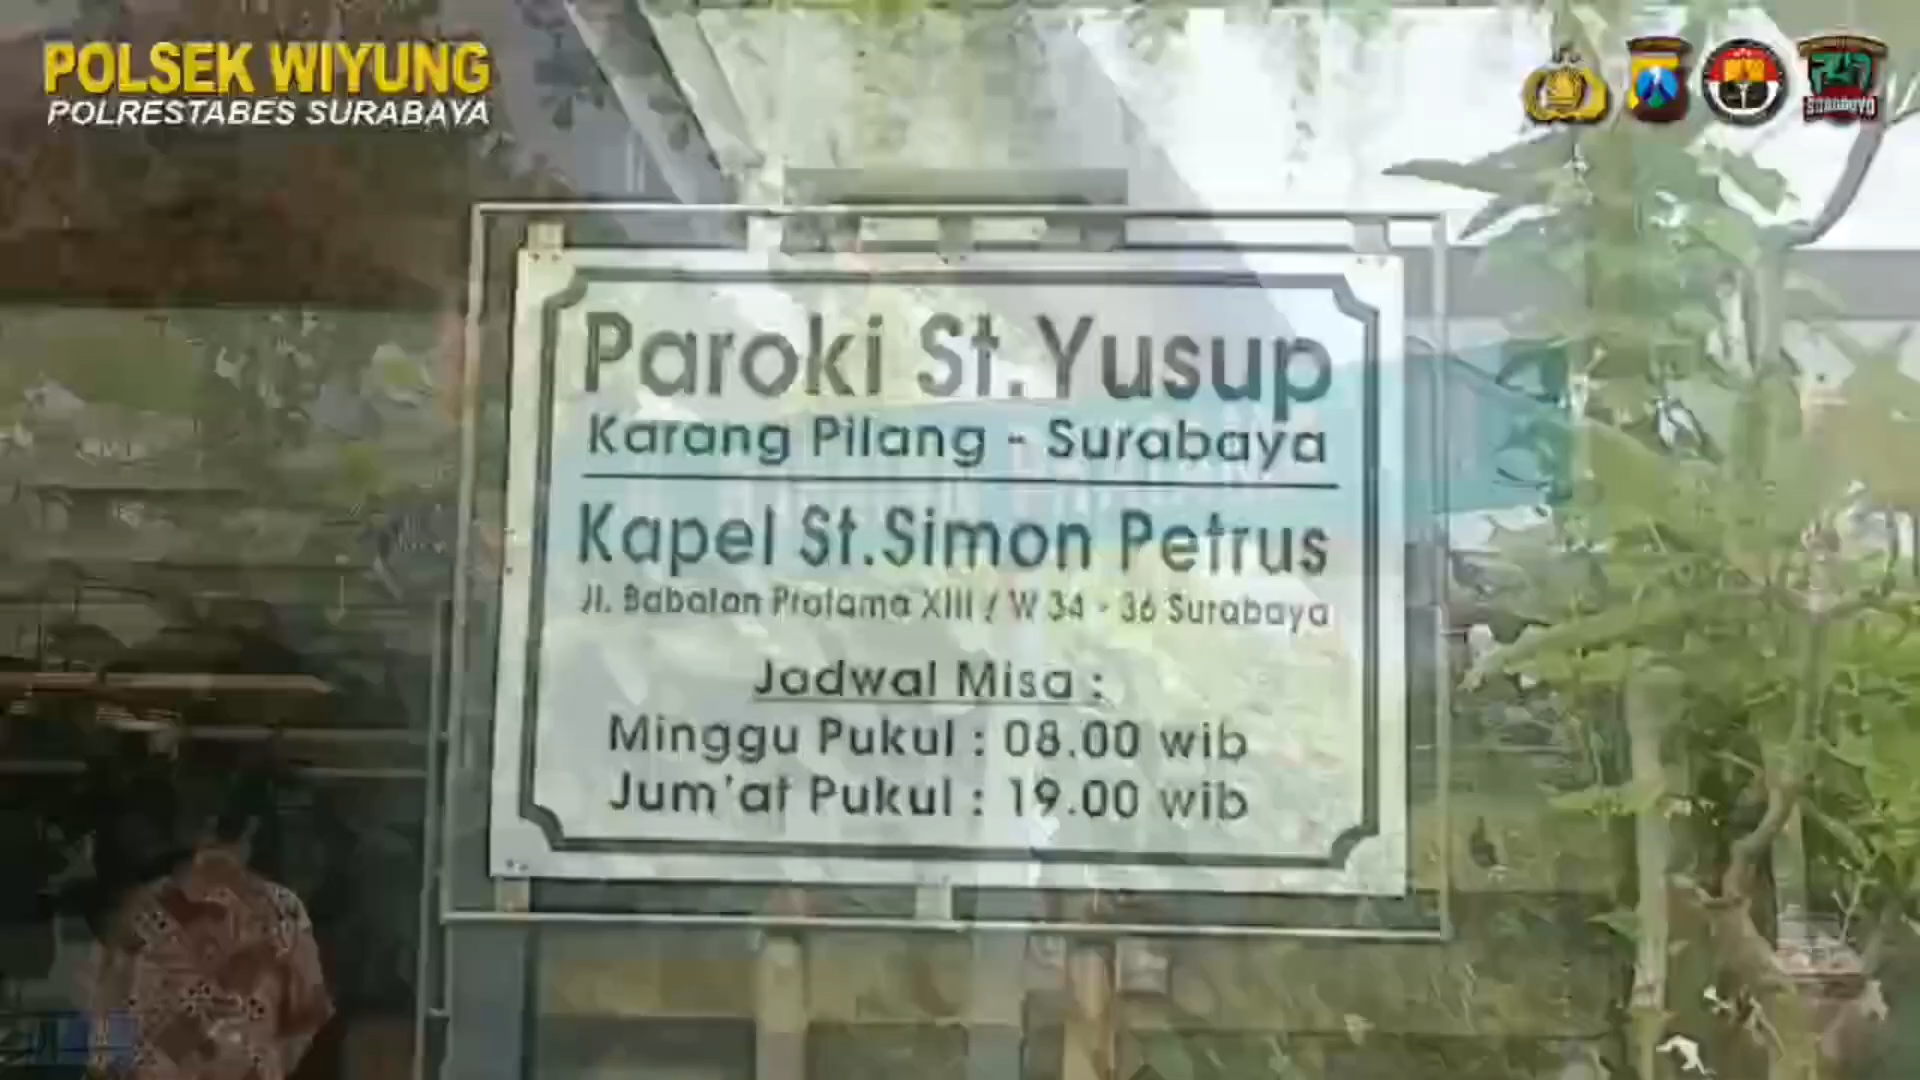 POLSEK WIYUNG
POLRESTABES SURABAYA
SURABAYA
Paroki St.Yusup
Karang Pilang - Surabaya
Kapel St.Simon Petrus
Jl. Babatan Pratama XIII / W 34 - 36 Surabaya
Jadwal Misa :
Minggu Pukul : 08.00 wib
Jum'at Pukul : 19.00 wib